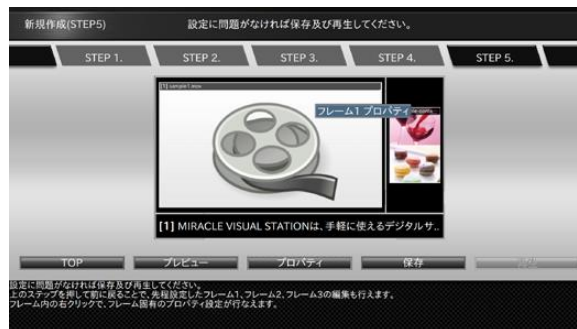 新規作成(STEP5)
設定に問題がなければ保存及び再生してください。
STEP 1.
STEP 2.
STEP 3.
STEP 4.
STEP 5.
[1] sample1.mov
フレーム1 プロパティ
[1] MIRACLE VISUAL STATIONは、手軽に使えるデジタルサ..
TOP
プレビュー
プロパティ
保存
設定に問題がなければ保存及び再生してください。
上のステップを押して前に戻ることで、先程設定したフレーム1、フレーム2、フレーム3の編集も行えます。
フレーム内の右クリックで、フレーム固有のプロパティ設定が行なえます。